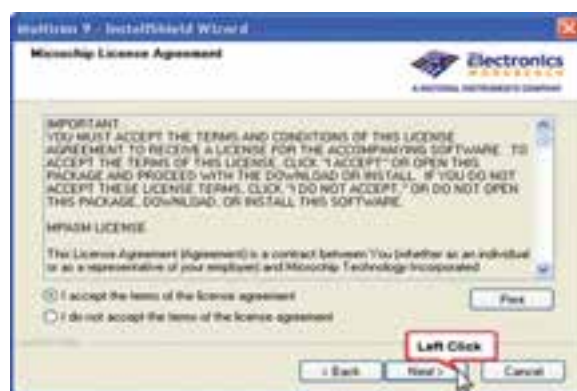 multisim 9 - InstallShield Wizard
Microchip License Agreement
Electronics
WORKBENCH
A NATIONAL INSTRUMENTS COMPANY
IMPORTANT:
YOU MUST ACCEPT THE TERMS AND CONDITIONS OF THIS LICENSE
AGREEMENT TO RECEIVE A LICENSE FOR THE ACCOMPANYING SOFTWARE. TO
ACCEPT THE TERMS OF THIS LICENSE, CLICK "I ACCEPT" OR OPEN THIS
PACKAGE AND PROCEED WITH THE DOWNLOAD OR INSTALL. IF YOU DO NOT
ACCEPT THESE LICENSE TERMS, CLICK "I DO NOT ACCEPT," OR DO NOT OPEN
THIS PACKAGE, DOWNLOAD, OR INSTALL THIS SOFTWARE.
MPASM LICENSE
This License Agreement (Agreement) is a contract between You (whether as an individual
or as a representative of your employer) and Microchip Technology Incorporated
I accept the terms of the license agreement
Print
I do not accept the terms of the license agreement
Left Click
< Back
Next >
Cancel